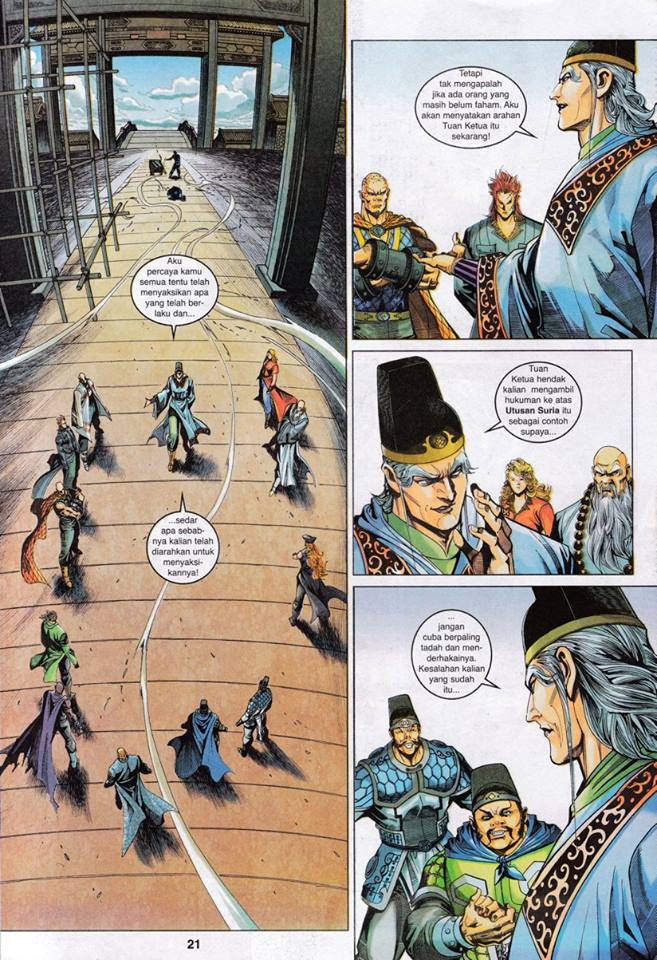 Aku
percaya kamu
semua tentu telah
menyaksikan apa
yang telah ber-
laku dan...
...sedar
apa sebab-
nya kalian telah
diarahkan untuk
menyaksi-
kannya!
Tetapi
tak mengapalah
jika ada orang yang
masih belum faham. Aku
akan menyatakan arahan
Tuan Ketua itu
sekarang!
Tuan
Ketua hendak
kalian mengambil
hukuman ke atas
Utusan Suria itu
sebagai contoh
supaya...
...
jangan
cuba berpaling
tadah dan men-
derhakainya.
Kesalahan kalian
yang sudah
itu...
21